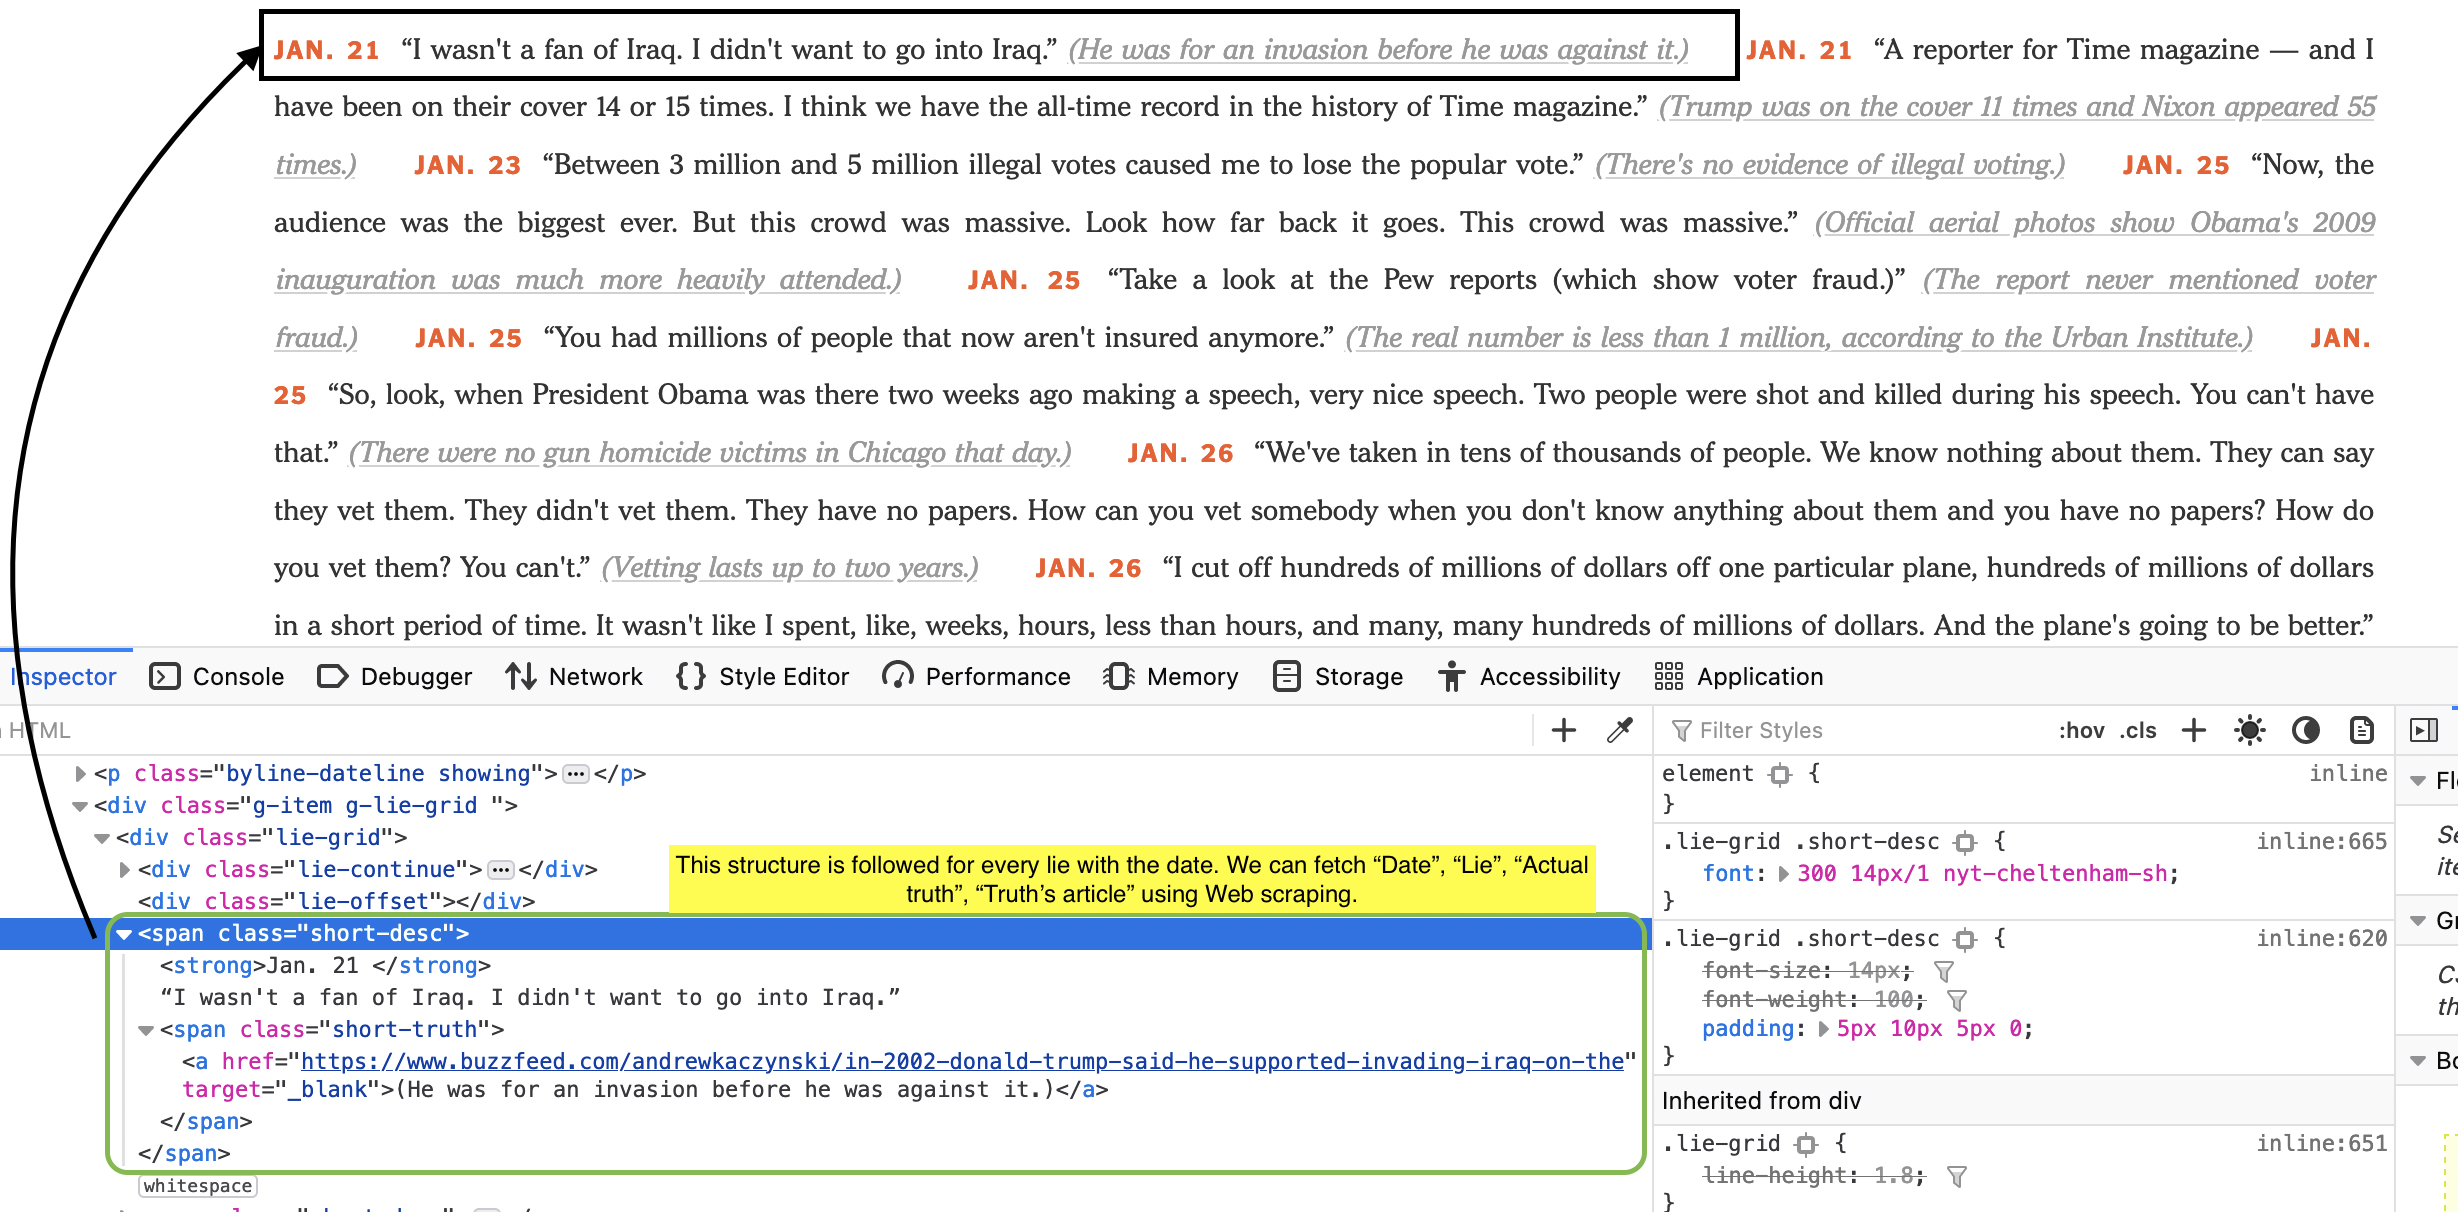 JAN. 21 “I wasn't a fan of Iraq. I didn't want to go into Iraq.” (He was for an invasion before he was against it.) JAN. 21 “A reporter for Time magazine — and I
have been on their cover 14 or 15 times. I think we have the all-time record in the history of Time magazine.” (Trump was on the cover 11 times and Nixon appeared 55
times.) JAN. 23 “Between 3 million and 5 million illegal votes caused me to lose the popular vote.” (There's no evidence of illegal voting.) JAN. 25 “Now, the
audience was the biggest ever. But this crowd was massive. Look how far back it goes. This crowd was massive.” (Official aerial photos show Obama's 2009
inauguration was much more heavily attended.) JAN. 25 “Take a look at the Pew reports (which show voter fraud.)” (The report never mentioned voter
fraud.) JAN. 25 “You had millions of people that now aren't insured anymore.” (The real number is less than 1 million, according to the Urban Institute.) JAN.
25 “So, look, when President Obama was there two weeks ago making a speech, very nice speech. Two people were shot and killed during his speech. You can't have
that.” (There were no gun homicide victims in Chicago that day.) JAN. 26 “We've taken in tens of thousands of people. We know nothing about them. They can say
they vet them. They didn't vet them. They have no papers. How can you vet somebody when you don't know anything about them and you have no papers? How do
you vet them? You can't.” (Vetting lasts up to two years.) JAN. 26 “I cut off hundreds of millions of dollars off one particular plane, hundreds of millions of dollars
in a short period of time. It wasn't like I spent, like, weeks, hours, less than hours, and many, many hundreds of millions of dollars. And the plane's going to be better.”
Inspector Console Debugger Network Style Editor Performance Memory Storage Accessibility Application
HTML
<p class="byline-dateline showing">…</p>
<div class="g-item g-lie-grid ">
<div class="lie-grid">
<div class="lie-continue">…</div>
<div class="lie-offset"></div>
This structure is followed for every lie with the date. We can fetch “Date”, “Lie”, “Actual
truth”, “Truth’s article” using Web scraping.
<span class="short-desc">
<strong>Jan. 21 </strong>
“I wasn't a fan of Iraq. I didn't want to go into Iraq.”
<span class="short-truth">
<a href="https://www.buzzfeed.com/andrewkaczynski/in-2002-donald-trump-said-he-supported-invading-iraq-on-the"
target="_blank">(He was for an invasion before he was against it.)</a>
</span>
</span>
whitespace
Filter Styles :hov .cls
element {
inline
}
.lie-grid .short-desc {
inline:665
font: 300 14px/1 nyt-cheltenham-sh;
}
.lie-grid .short-desc {
inline:620
font-size: 14px;
font-weight: 100;
padding: 5px 10px 5px 0;
}
Inherited from div
.lie-grid {
inline:651
line-height: 1.8;
}